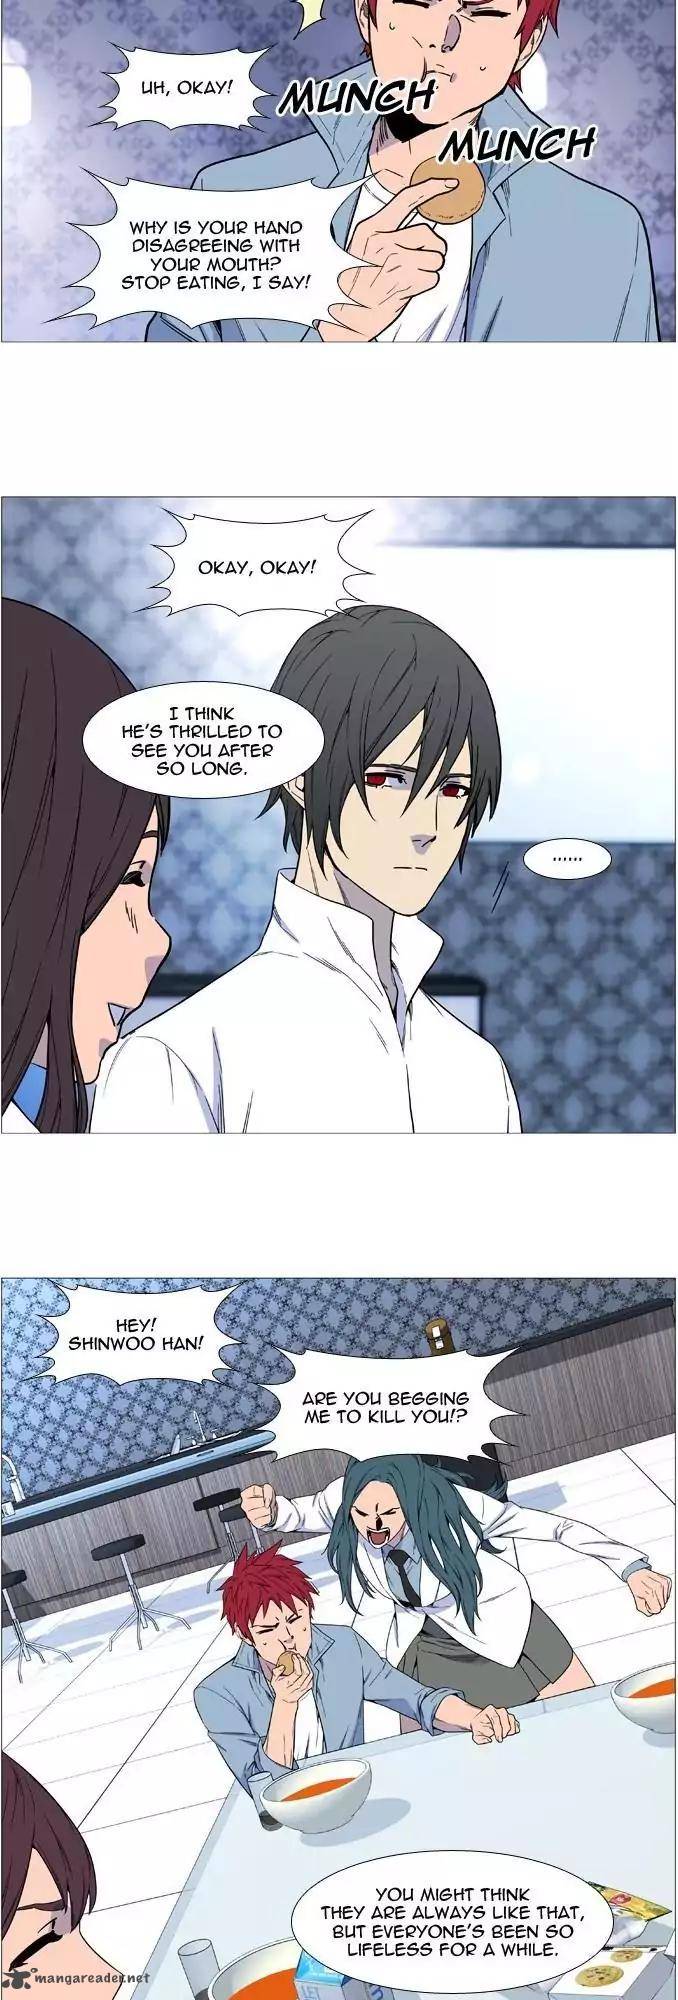 UH, OKAY!
MUNCH
MUNCH
WHY IS YOUR HAND
DISAGREEING WITH
YOUR MOUTH?
STOP EATING, I SAY!
OKAY, OKAY!
I THINK
HE'S THRILLED TO
SEE YOU AFTER
SO LONG.
......
HEY!
SHINWOO HAN!
ARE YOU BEGGING
ME TO KILL YOU!?
YOU MIGHT THINK
THEY ARE ALWAYS LIKE THAT,
BUT EVERYONE'S BEEN SO
LIFELESS FOR A WHILE.
mangareader.net